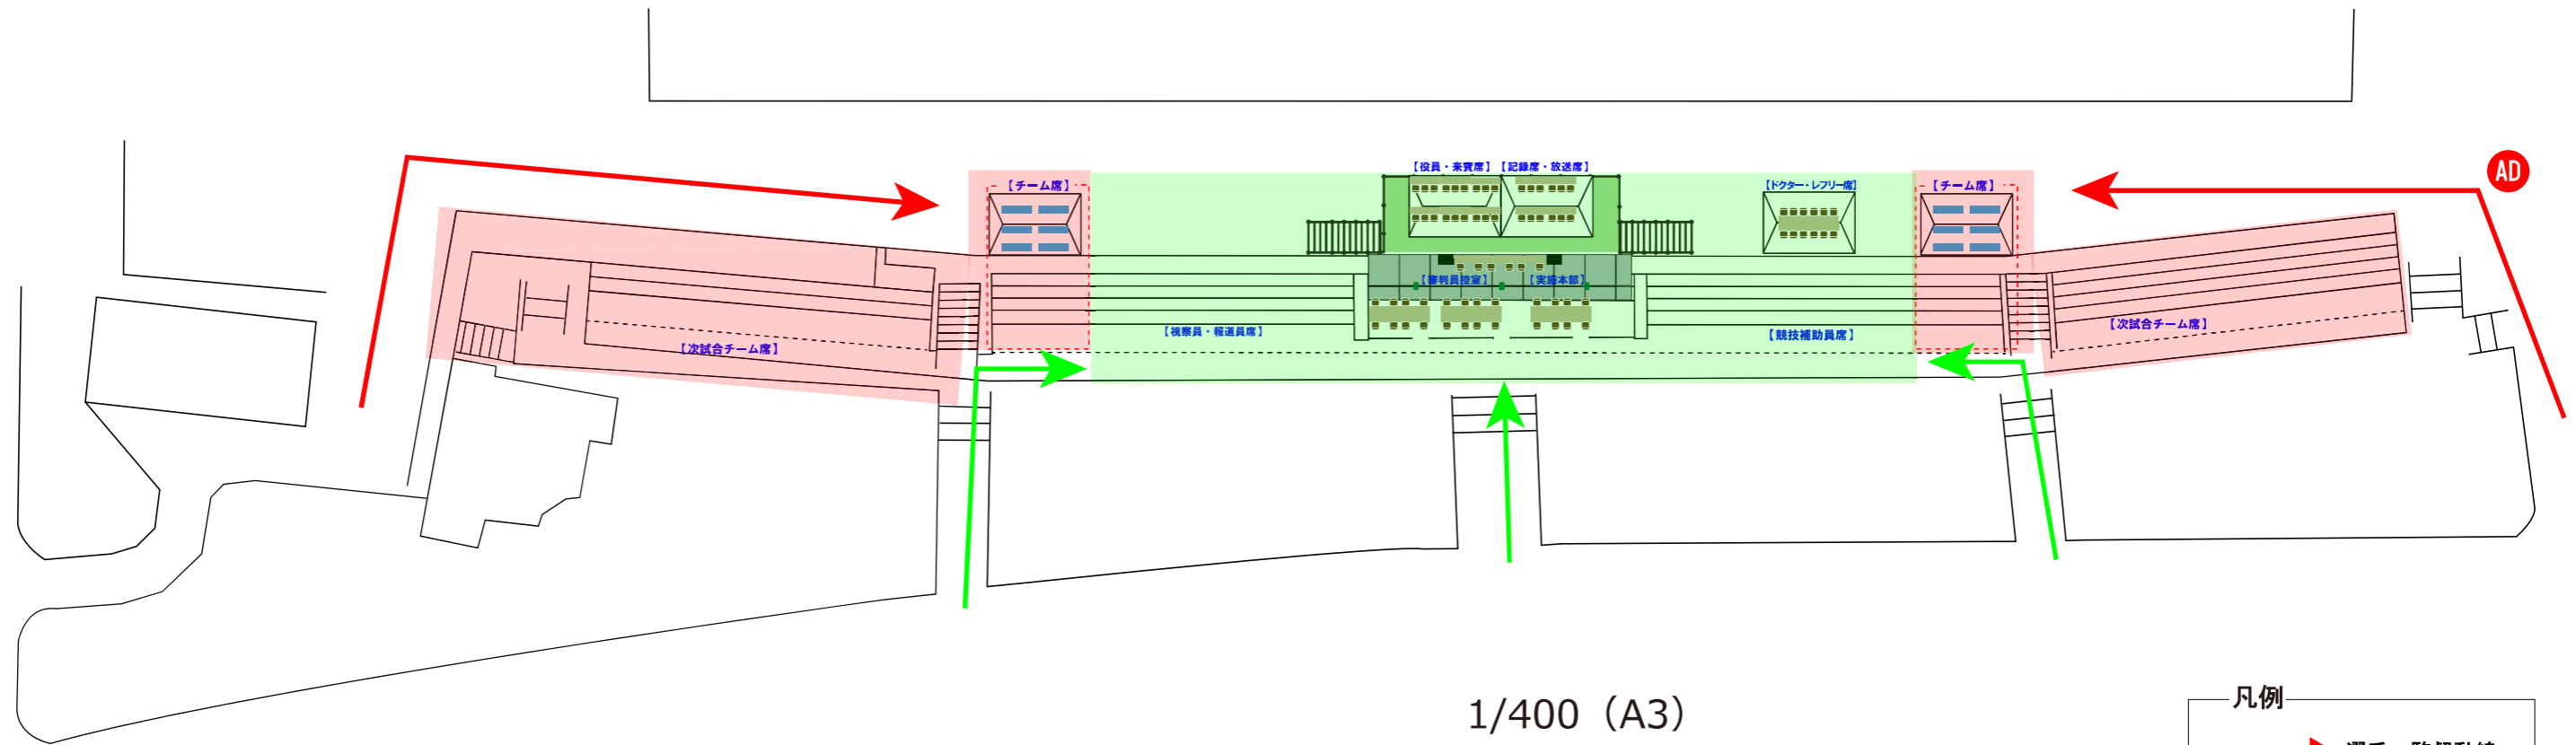 【役員・来賓席】【記録席・放送席】
AD
【チーム席】
【ドクター・レフリー席】
【チーム席】
【審判員控室】
【実施本部】
【次試合チーム席】
【視察員・報道員席】
【競技補助員席】
【次試合チーム席】
1/400（A3）
凡例